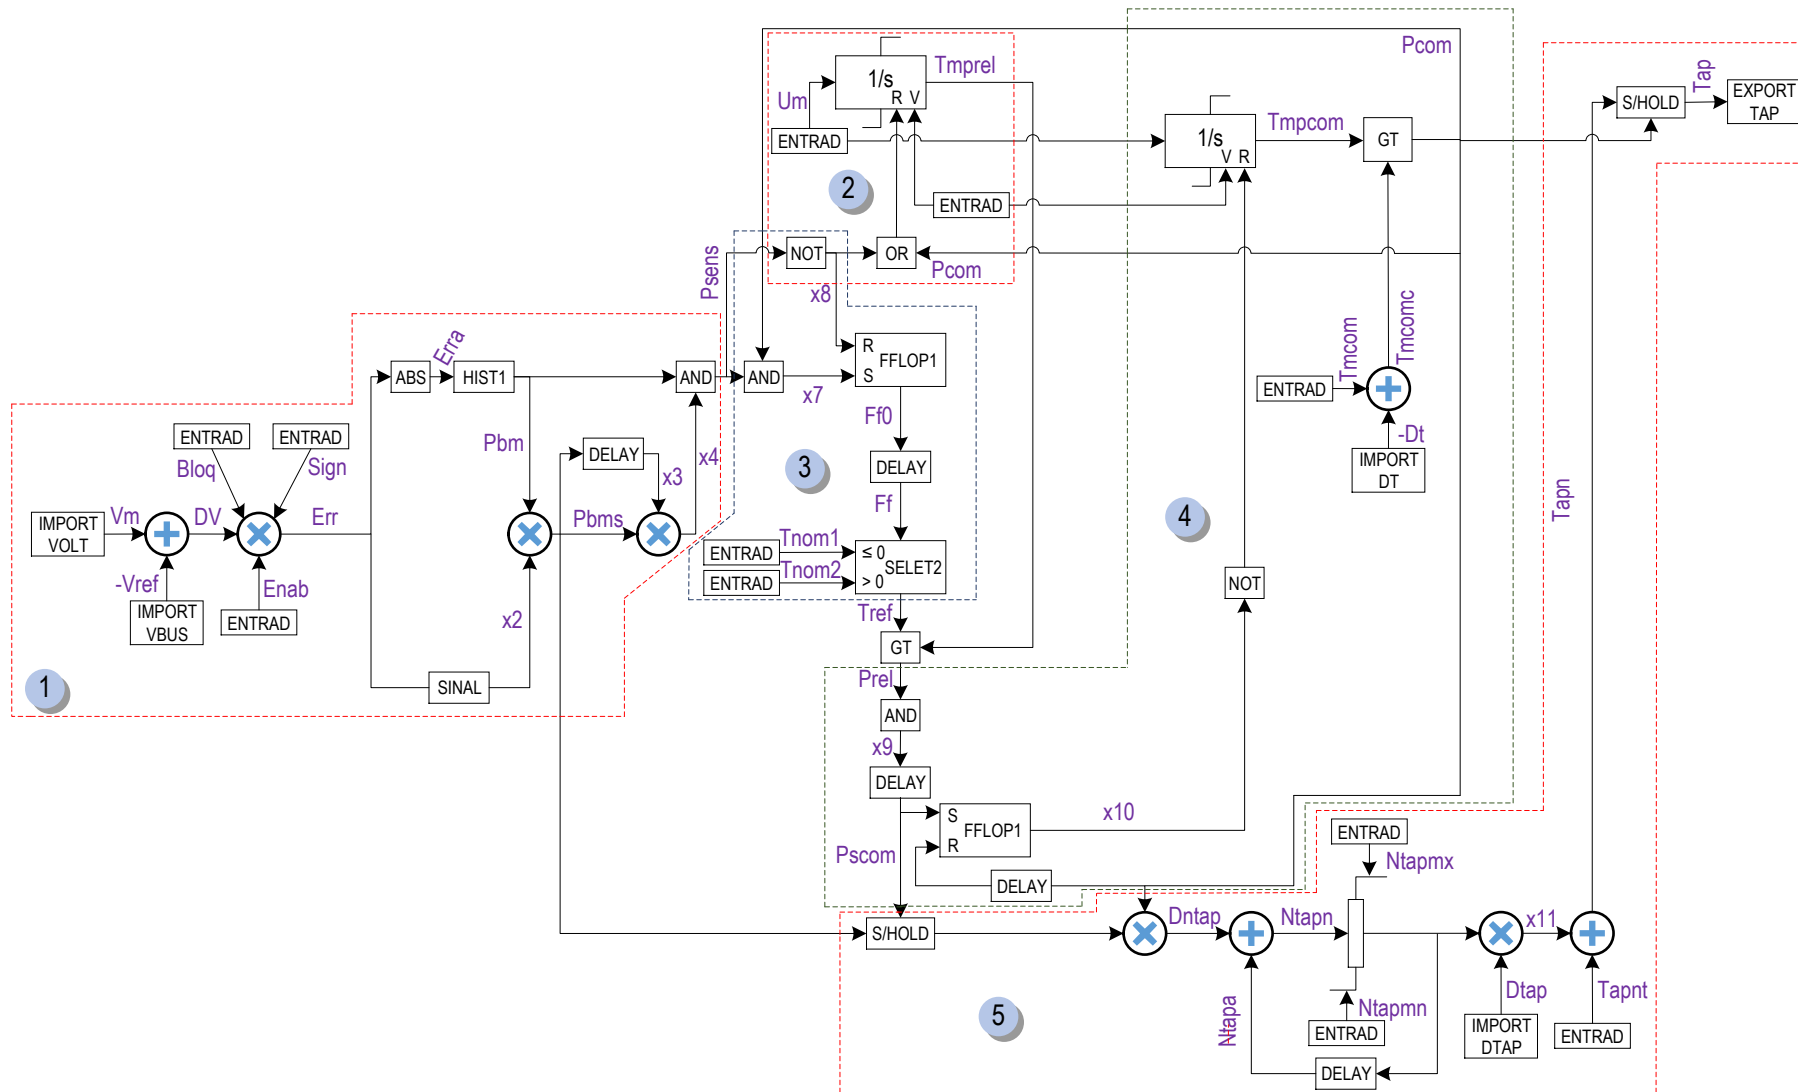 Pcom
Tmprel
1/s
R V
Um
ENTRAD
Tap
EXPORT
TAP
S/HOLD
Tmpcom
1/s
V R
GT
2
ENTRAD
NOT
OR
Pcom
Psens
x8
Erra
ABS
HIST1
AND
AND
R
S
FFLOP1
x7
Tmcom
Tmcomc
ENTRAD
-Dt
IMPORT
DT
ENTRAD
ENTRAD
Bloq
Sign
Pbm
DELAY
x3
x4
Ff0
3
DELAY
Ff
Tapn
IMPORT
VOLT
Vm
DV
Err
Pbms
4
-Vref
IMPORT
VBUS
Enab
ENTRAD
x2
Tnom1
ENTRAD
Tnom2
ENTRAD
≤ 0
> 0
SELET2
NOT
Tref
GT
1
SINAL
Prel
AND
x9
DELAY
S
R
FFLOP1
x10
Pscom
DELAY
ENTRAD
Ntapmx
S/HOLD
Dntap
Ntapn
x11
5
Ntapa
Ntapmn
ENTRAD
Dtap
IMPORT
DTAP
Tapnt
ENTRAD
DELAY